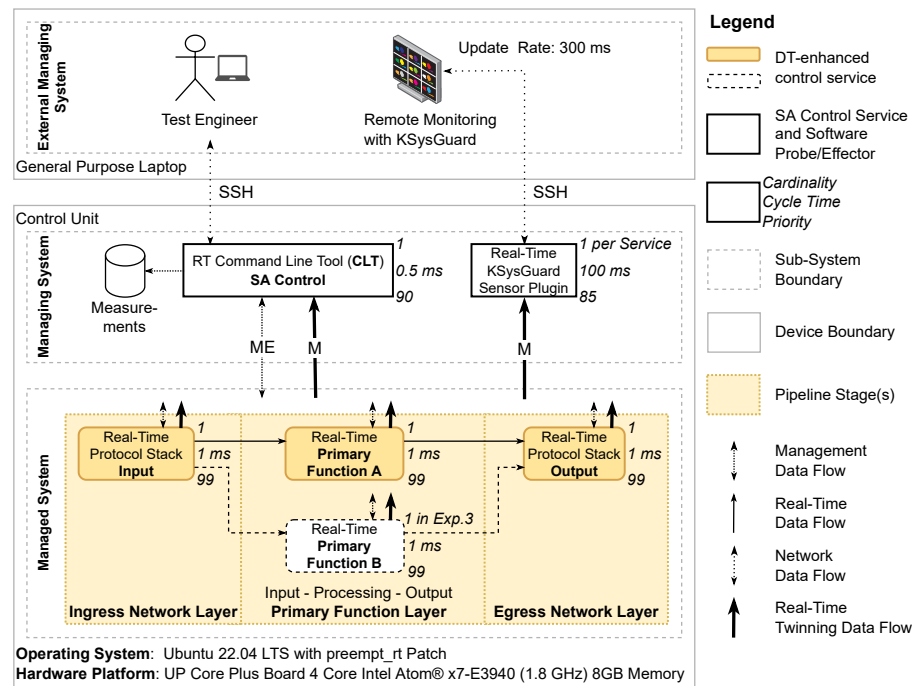 External Managing
System
Update Rate: 300 ms
Test Engineer
Remote Monitoring
with KSysGuard
General Purpose Laptop
SSH
SSH
Control Unit
Managing System
Measure-
ments
RT Command Line Tool (CLT)
SA Control
1
0.5 ms
90
Real-Time
KSysGuard
Sensor Plugin
1 per Service
100 ms
85
ME
M
M
Managed System
Real-Time
Protocol Stack
Input
1
1 ms
99
Real-Time
Primary
Function A
1
1 ms
99
Real-Time
Protocol Stack
Output
1
1 ms
99
Real-Time
Primary
Function B
1 in Exp.3
1 ms
99
Ingress Network Layer
Input - Processing - Output
Primary Function Layer
Egress Network Layer
Operating System: Ubuntu 22.04 LTS with preempt_rt Patch
Hardware Platform: UP Core Plus Board 4 Core Intel Atom® x7-E3940 (1.8 GHz) 8GB Memory
Legend
DT-enhanced
control service
SA Control Service
and Software
Probe/Effector
Cardinality
Cycle Time
Priority
Sub-System
Boundary
Device Boundary
Pipeline Stage(s)
Management
Data Flow
Real-Time
Data Flow
Network
Data Flow
Real-Time
Twinning Data Flow